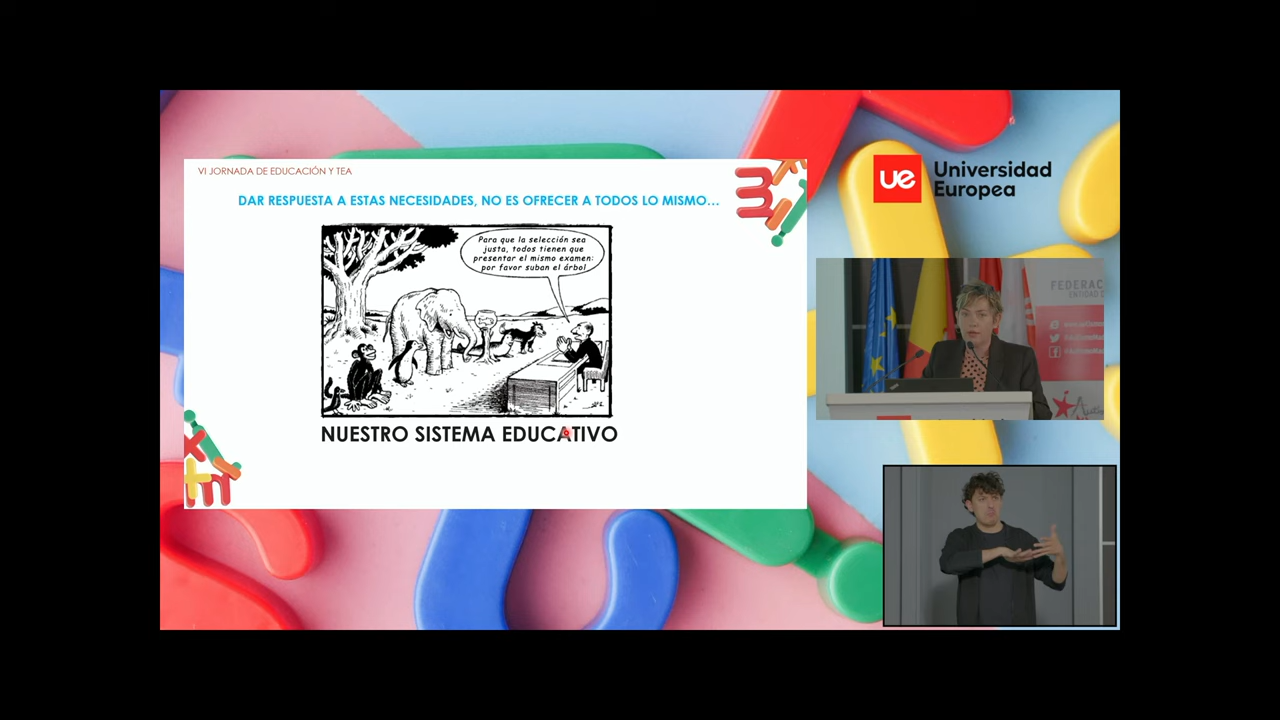 VI JORNADA DE EDUCACIÓN Y TEA
DAR RESPUESTA A ESTAS NECESIDADES, NO ES OFRECER A TODOS LO MISMO...
Para que la selección sea
justa, todos tienen que
presentar el mismo examen:
por favor suban el árbol
NUESTRO SISTEMA EDUCATIVO
ue
Universidad
Europea
FEDERAC
ENTIDAD D